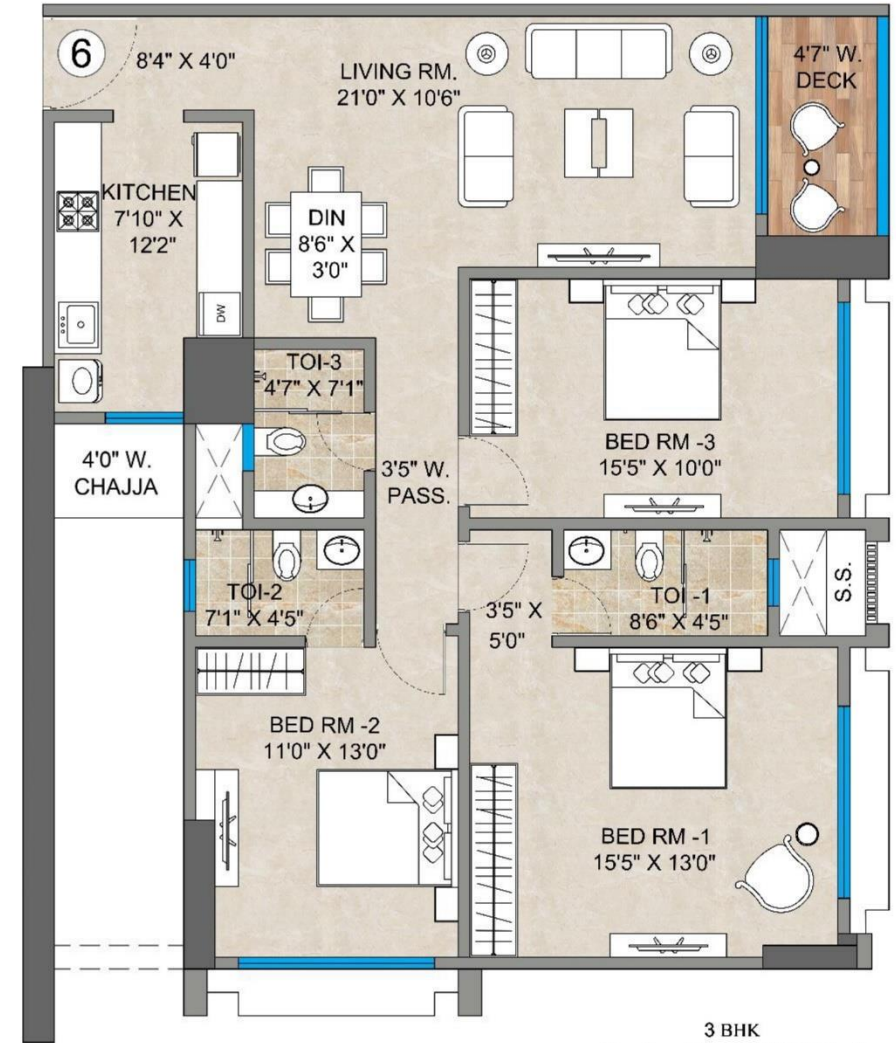 6
8'4" X 4'0"
LIVING RM.
21'0" X 10'6"
4'7" W.
DECK
KITCHEN
7'10" X
12'2"
DIN
8'6" X
3'0"
DW
TOI-3
4'7" X 7'1"
BED RM -3
15'5" X 10'0"
4'0" W.
CHAJJA
3'5" W.
PASS.
TOI-2
7'1" X 4'5"
3'5" X
5'0"
TOI -1
8'6" X 4'5"
S.S.
BED RM -2
11'0" X 13'0"
BED RM -1
15'5" X 13'0"
3 BHK